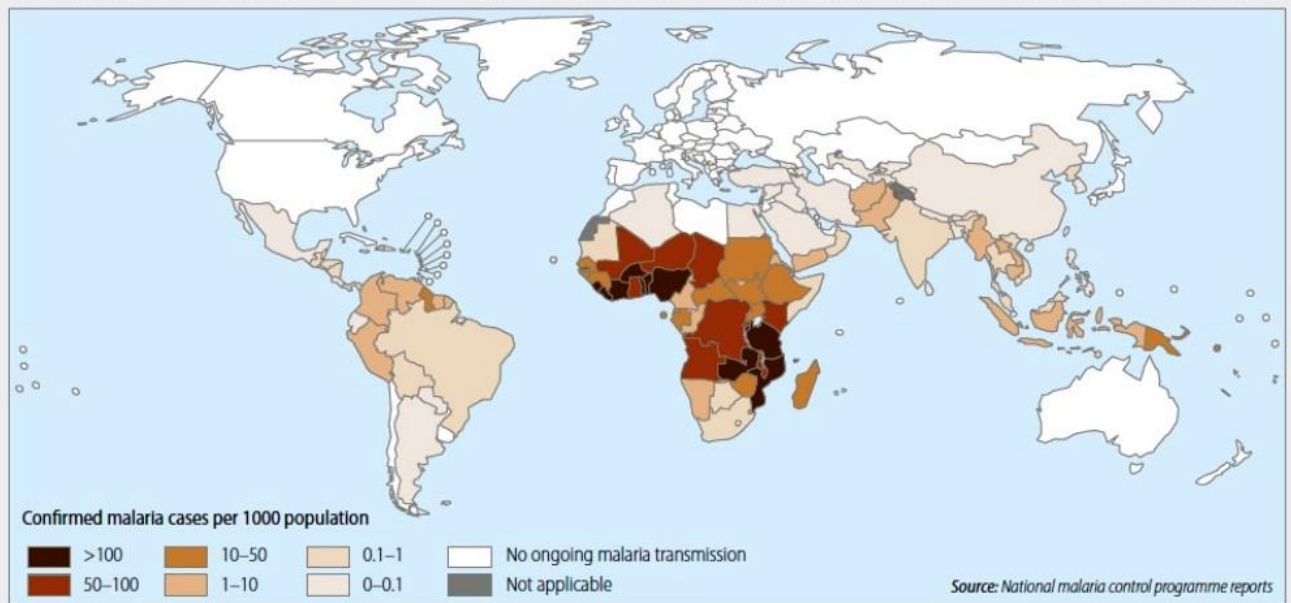 Confirmed malaria cases per 1000 population
>100
10–50
0.1–1
No ongoing malaria transmission
50–100
1–10
0–0.1
Not applicable
Source: National malaria control programme reports